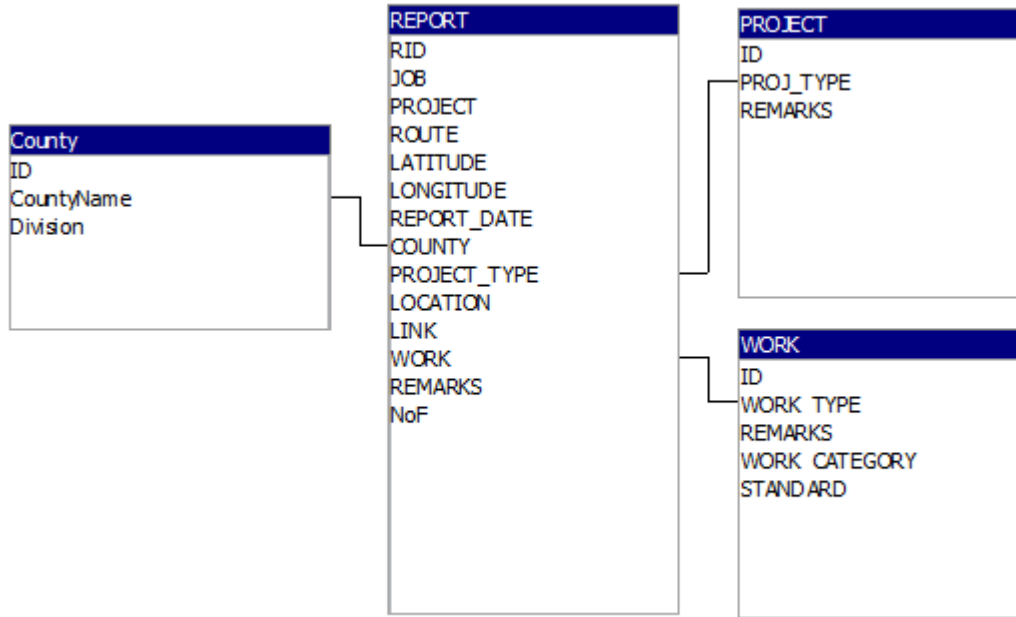 County
ID
CountyName
Division
REPORT
RID
JOB
PROJECT
ROUTE
LATITUDE
LONGITUDE
REPORT_DATE
COUNTY
PROJECT_TYPE
LOCATION
LINK
WORK
REMARKS
NoF
PROJECT
ID
PROJ_TYPE
REMARKS
WORK
ID
WORK TYPE
REMARKS
WORK CATEGORY
STANDARD